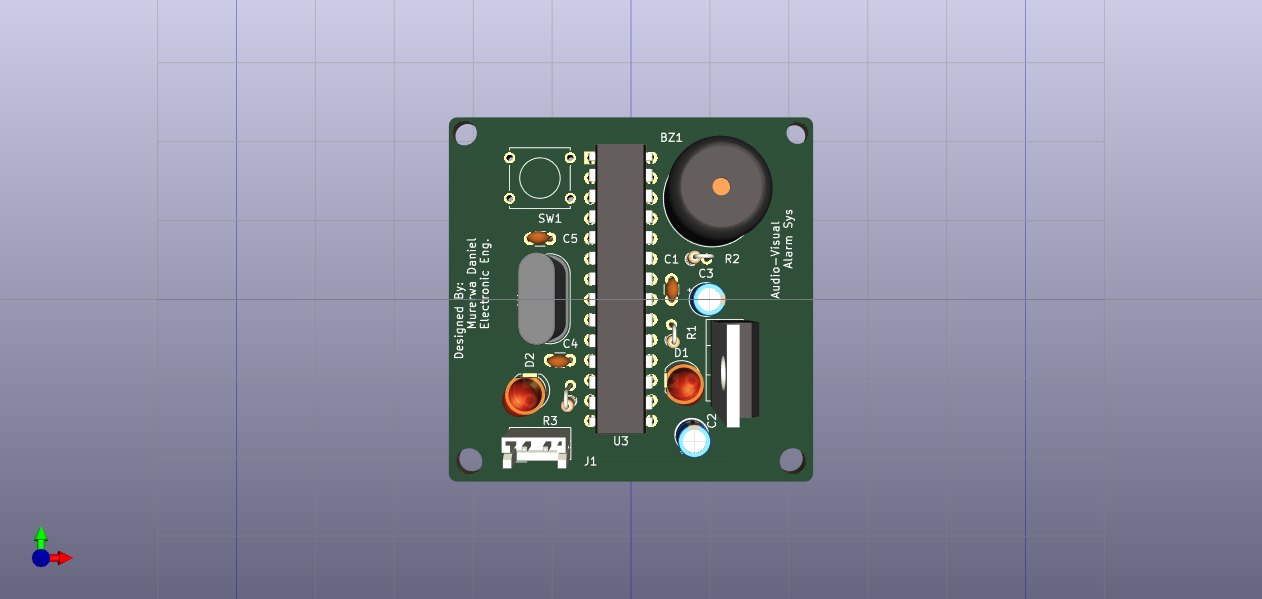 BZ1
SW1
C5
C1
R2
C3
Audio-Visual
Alarm Sys
Designed By:
Murerwa Daniel
Electronic Eng.
R1
C4
D1
D2
R3
C2
U3
J1